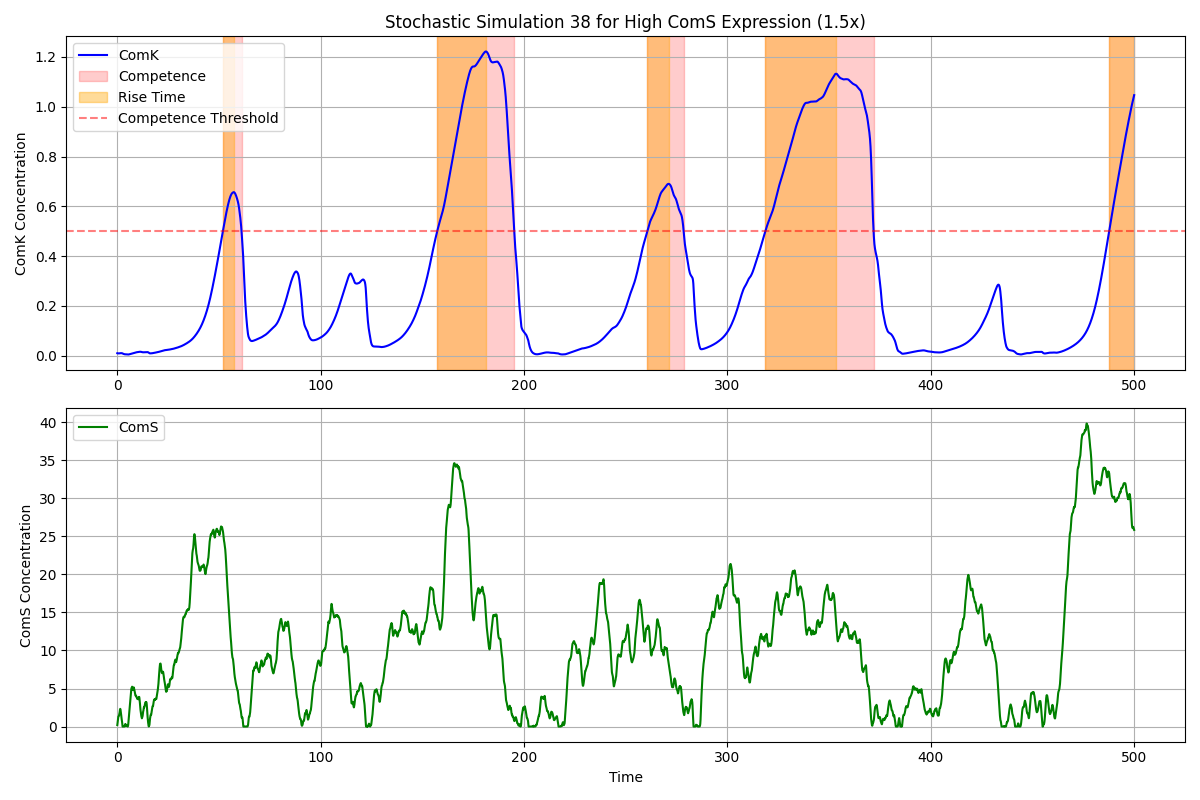 Stochastic Simulation 38 for High ComS Expression (1.5x)
ComK
Competence
Rise Time
Competence Threshold
ComK Concentration
1.2
1.0
0.8
0.6
0.4
0.2
0.0
0 100 200 300 400 500
ComS
ComS Concentration
40
35
30
25
20
15
10
5
0
0 100 200 300 400 500
Time